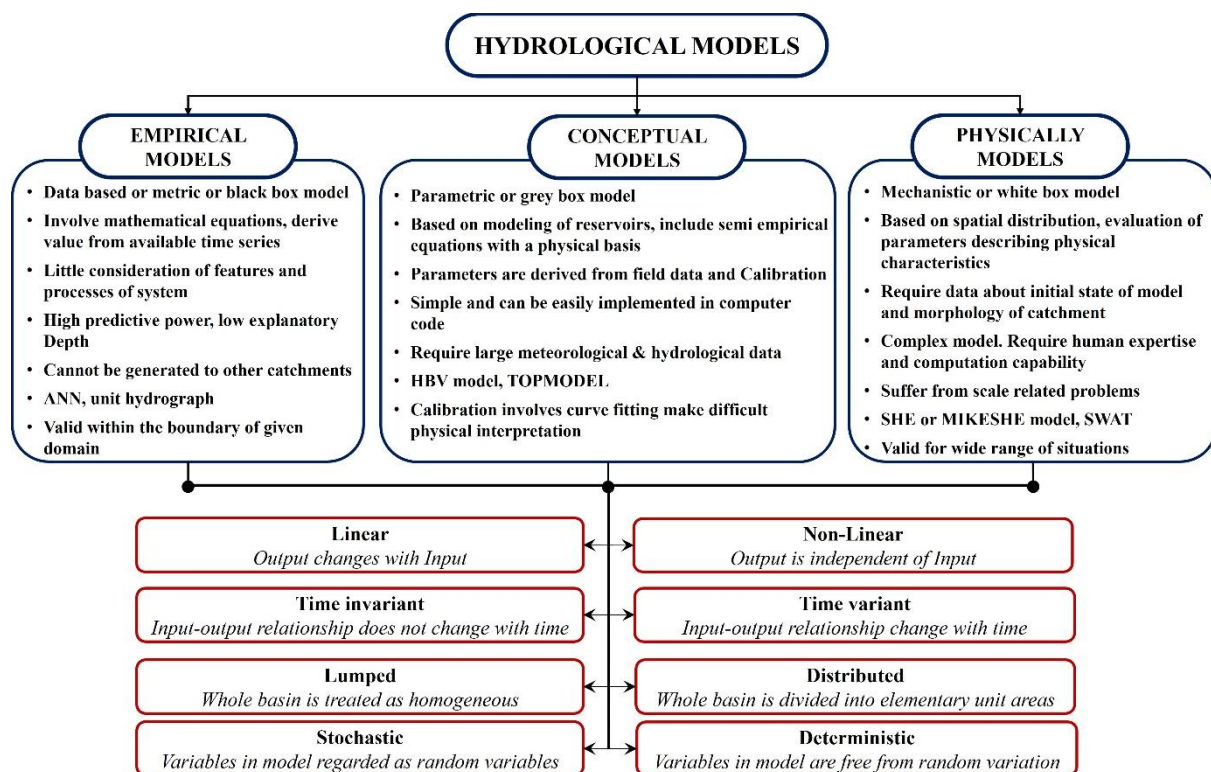 HYDROLOGICAL MODELS
EMPIRICAL
MODELS
• Data based or metric or black box model
• Involve mathematical equations, derive
value from available time series
• Little consideration of features and
processes of system
• High predictive power, low explanatory
Depth
• Cannot be generated to other catchments
• ANN, unit hydrograph
• Valid within the boundary of given
domain
CONCEPTUAL
MODELS
• Parametric or grey box model
• Based on modeling of reservoirs, include semi empirical
equations with a physical basis
• Parameters are derived from field data and Calibration
• Simple and can be easily implemented in computer
code
• Require large meteorological & hydrological data
• HBV model, TOPMODEL
• Calibration involves curve fitting make difficult
physical interpretation
PHYSICALLY
MODELS
• Mechanistic or white box model
• Based on spatial distribution, evaluation of
parameters describing physical
characteristics
• Require data about initial state of model
and morphology of catchment
• Complex model. Require human expertise
and computation capability
• Suffer from scale related problems
• SHE or MIKESHE model, SWAT
• Valid for wide range of situations
Linear
Output changes with Input
Non-Linear
Output is independent of Input
Time invariant
Input-output relationship does not change with time
Time variant
Input-output relationship change with time
Lumped
Whole basin is treated as homogeneous
Distributed
Whole basin is divided into elementary unit areas
Stochastic
Variables in model regarded as random variables
Deterministic
Variables in model are free from random variation